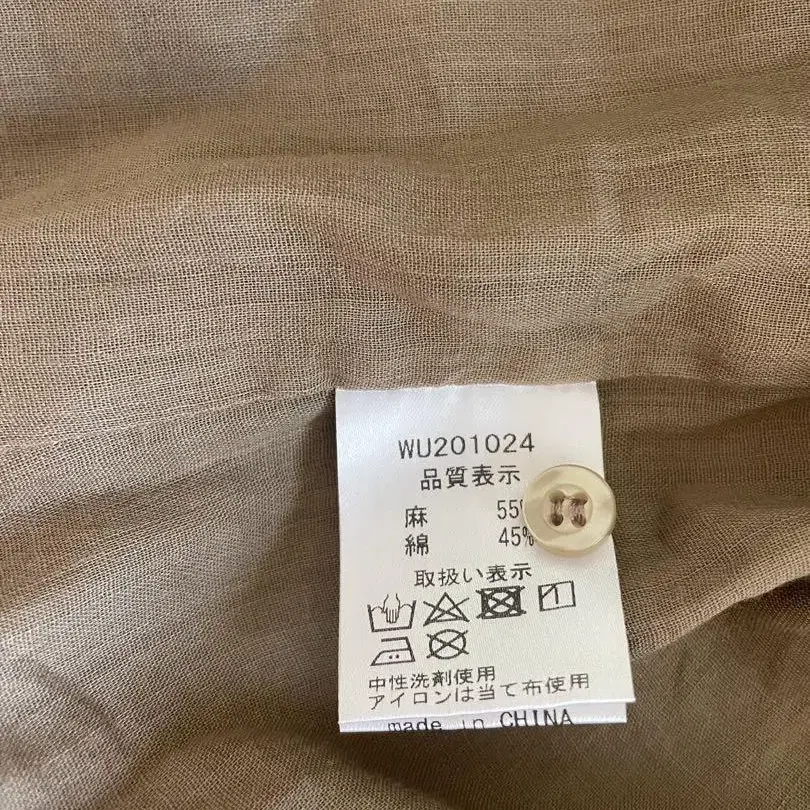 WU201024
品質表示
麻 55%
綿 45%
取扱い表示
中性洗剤使用
アイロンは当て布使用
made in CHINA